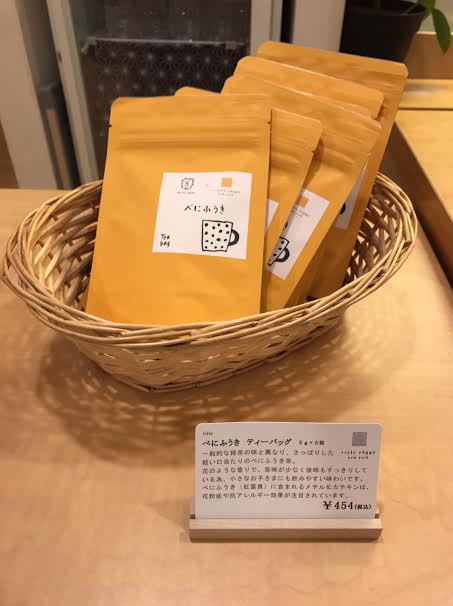 べにふうき
Tea
bag
style
べにふうき ティーバッグ 2g×5個
一般的な緑茶の味と異なり、さっぱりした
軽い口当たりのべにふうき茶。
花のような香りで、苦味が少なく後味もすっきりして
いる為、小さなお子さまにも飲みやすい味わいです。
べにふうき（紅富貴）に含まれるメチル化カテキンは、
花粉症や抗アレルギー効果が注目されています。
¥454(税込)